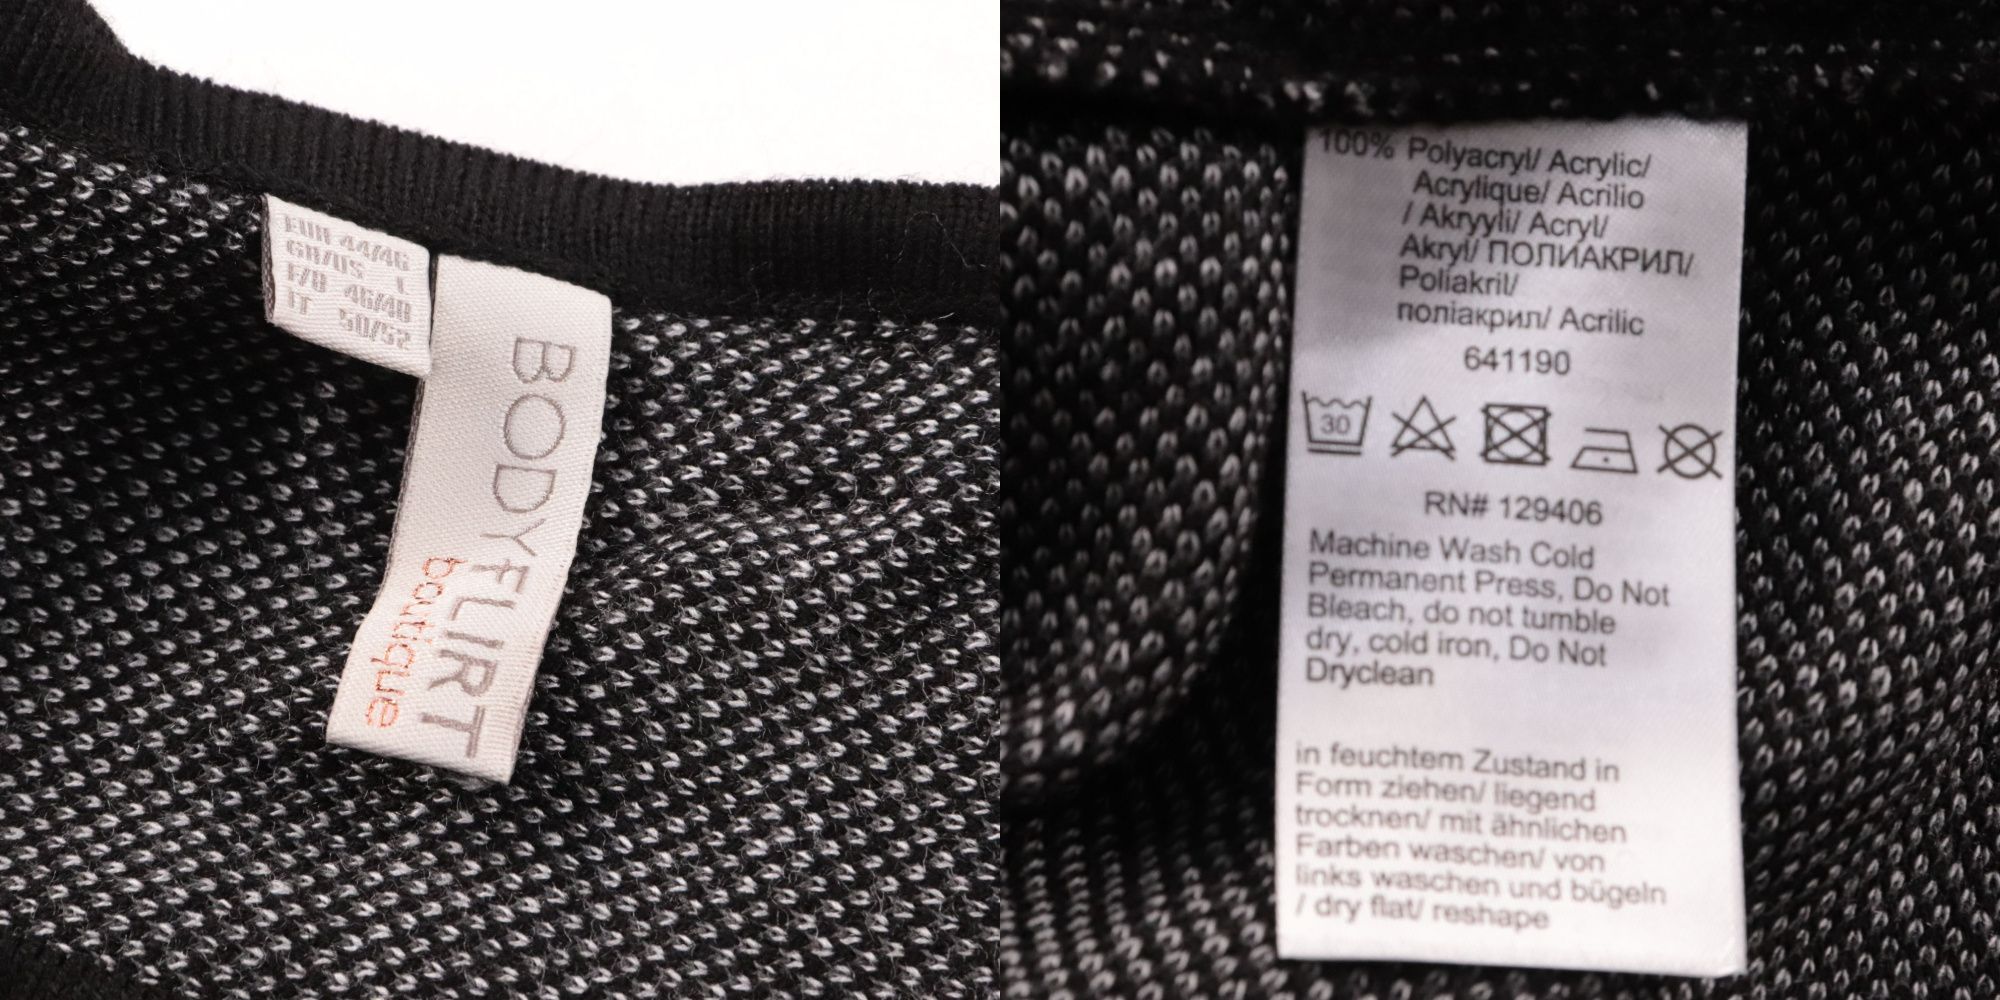 EUR 44/46
GB/US L
F/B 46/48
IT 50/52
BODYFLIRT
boutique
100% Polyacryl/ Acrylic/
Acrylique/ Acrilio
/ Akryyli/ Acryl/
Akryl/ ПОЛИАКРИЛ/
Poliakril/
поліакрил/ Acrilic
641190
30
RN# 129406
Machine Wash Cold
Permanent Press, Do Not
Bleach, do not tumble
dry, cold iron, Do Not
Dryclean
in feuchtem Zustand in
Form ziehen/ liegend
trocknen/ mit ähnlichen
Farben waschen/ von
links waschen und bügeln
/ dry flat/ reshape